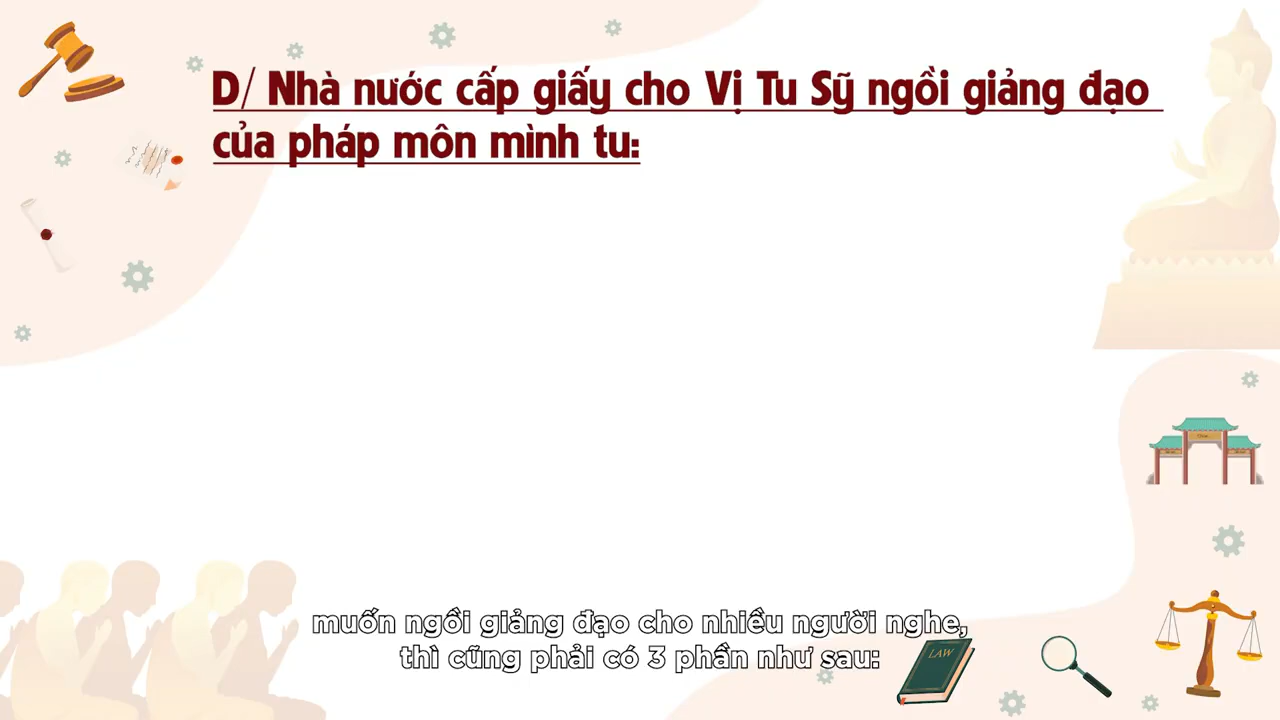 D/ Nhà nước cấp giấy cho Vị Tu Sỹ ngồi giảng đạo
của pháp môn mình tu:
muốn ngồi giảng đạo cho nhiều người nghe,
thì cũng phải có 3 phần như sau:
LAW